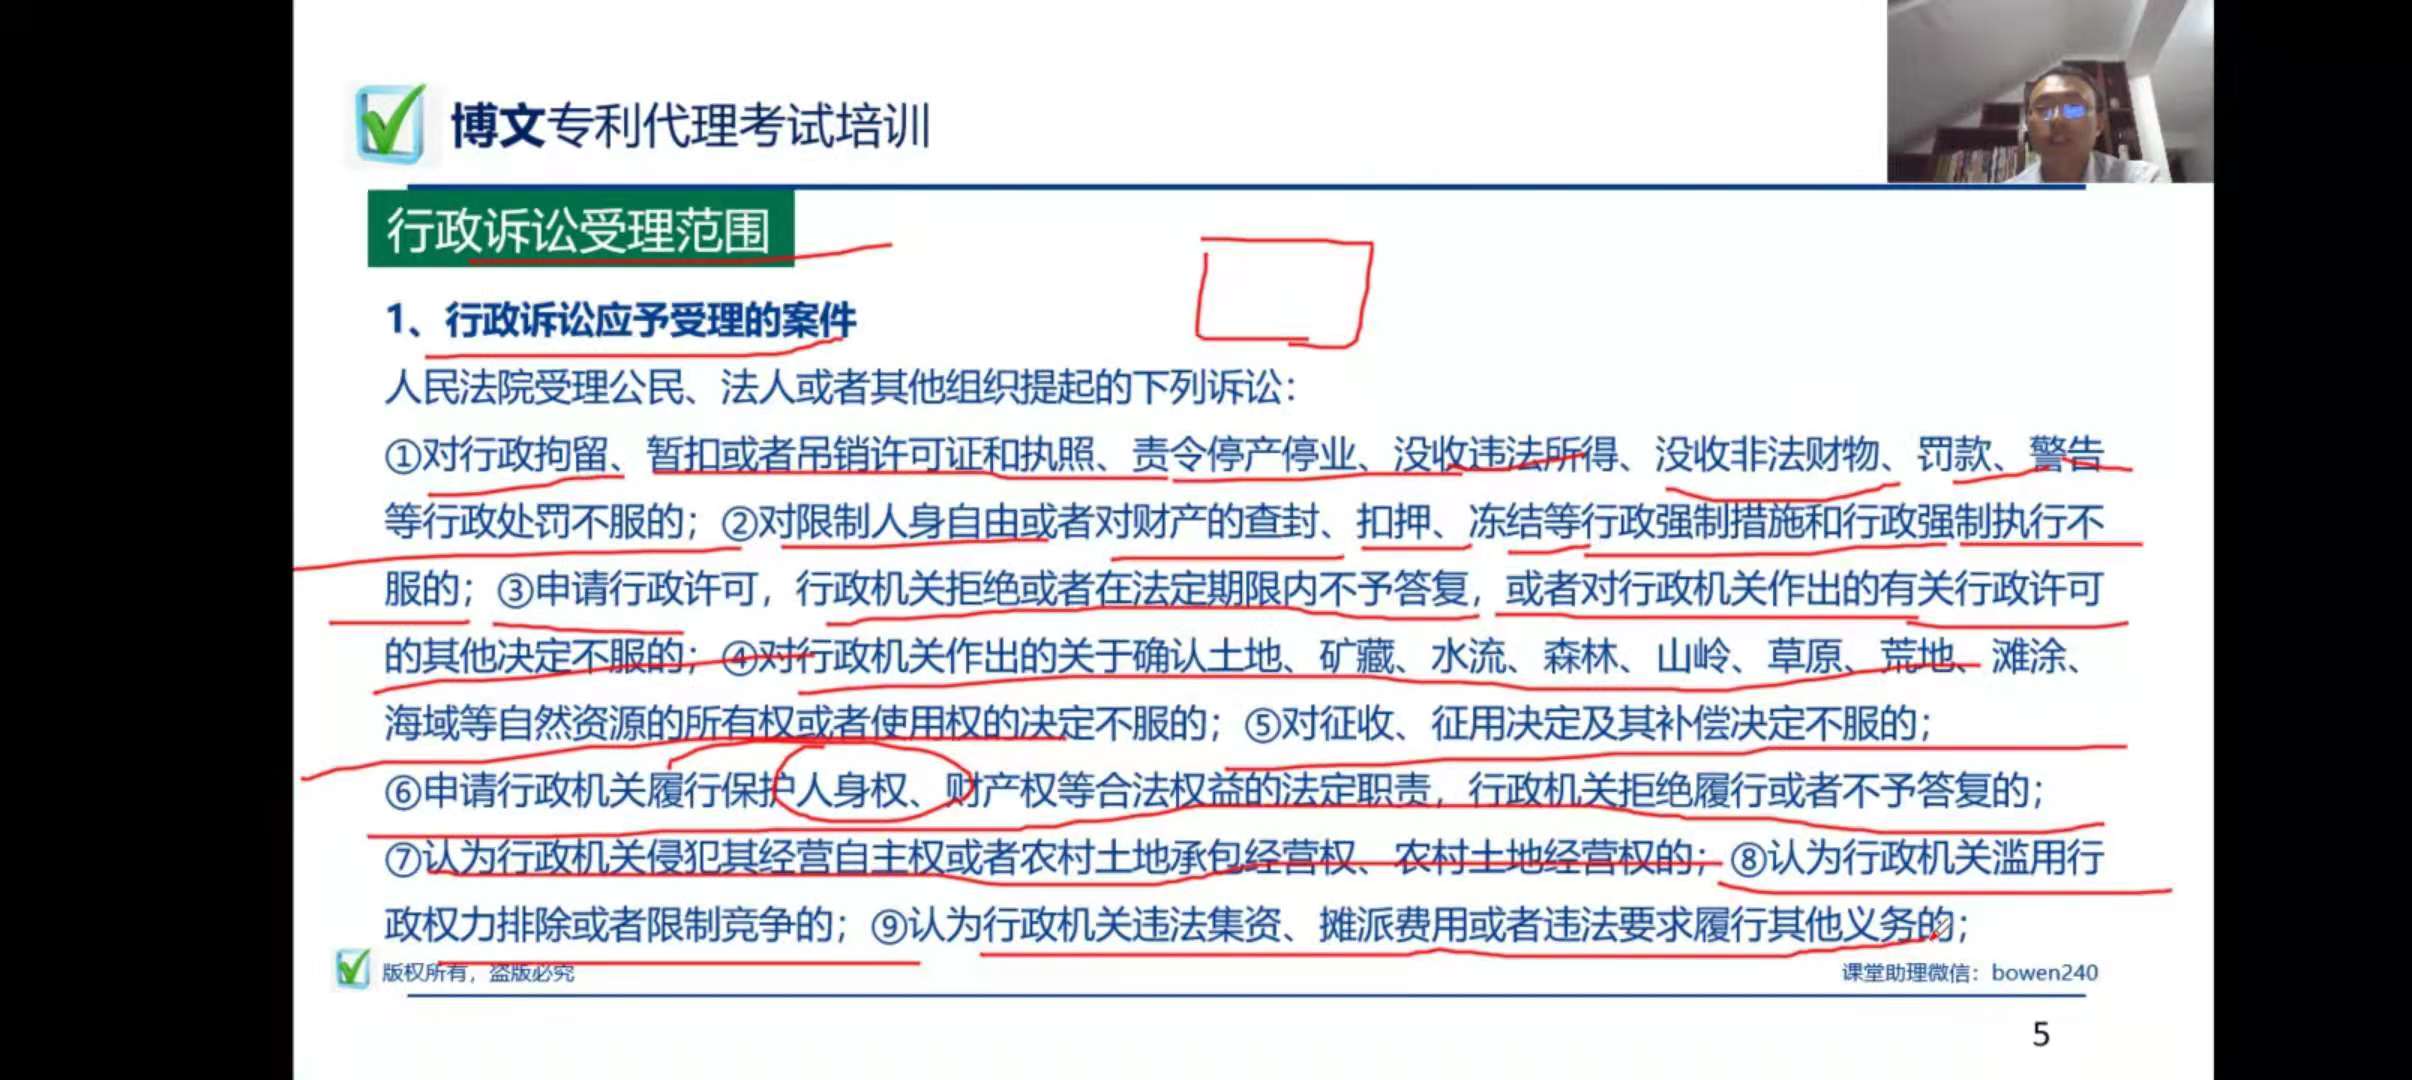 博文专利代理考试培训
行政诉讼受理范围
1、行政诉讼应予受理的案件
人民法院受理公民、法人或者其他组织提起的下列诉讼：
①对行政拘留、暂扣或者吊销许可证和执照、责令停产停业、没收违法所得、没收非法财物、罚款、警告
等行政处罚不服的；②对限制人身自由或者对财产的查封、扣押、冻结等行政强制措施和行政强制执行不
服的；③申请行政许可，行政机关拒绝或者在法定期限内不予答复，或者对行政机关作出的有关行政许可
的其他决定不服的；④对行政机关作出的关于确认土地、矿藏、水流、森林、山岭、草原、荒地、滩涂、
海域等自然资源的所有权或者使用权的决定不服的；⑤对征收、征用决定及其补偿决定不服的；
⑥申请行政机关履行保护人身权、财产权等合法权益的法定职责，行政机关拒绝履行或者不予答复的；
⑦认为行政机关侵犯其经营自主权或者农村土地承包经营权、农村土地经营权的；⑧认为行政机关滥用行
政权力排除或者限制竞争的；⑨认为行政机关违法集资、摊派费用或者违法要求履行其他义务的；
版权所有，盗版必究
课堂助理微信：bowen240
5